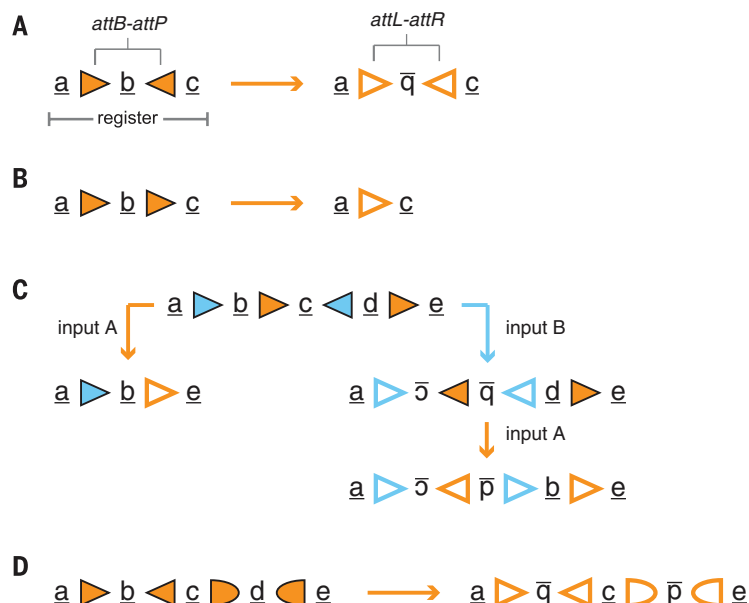 A
attB-attP attL-attR
a b c a q̄ c
register
B
a b c a c
C
a b c d e
input A input B
a b e a ɔ̄ q̄ d e
input A
a ɔ̄ p̄ b e
D
a b c d e a q̄ c p̄ e